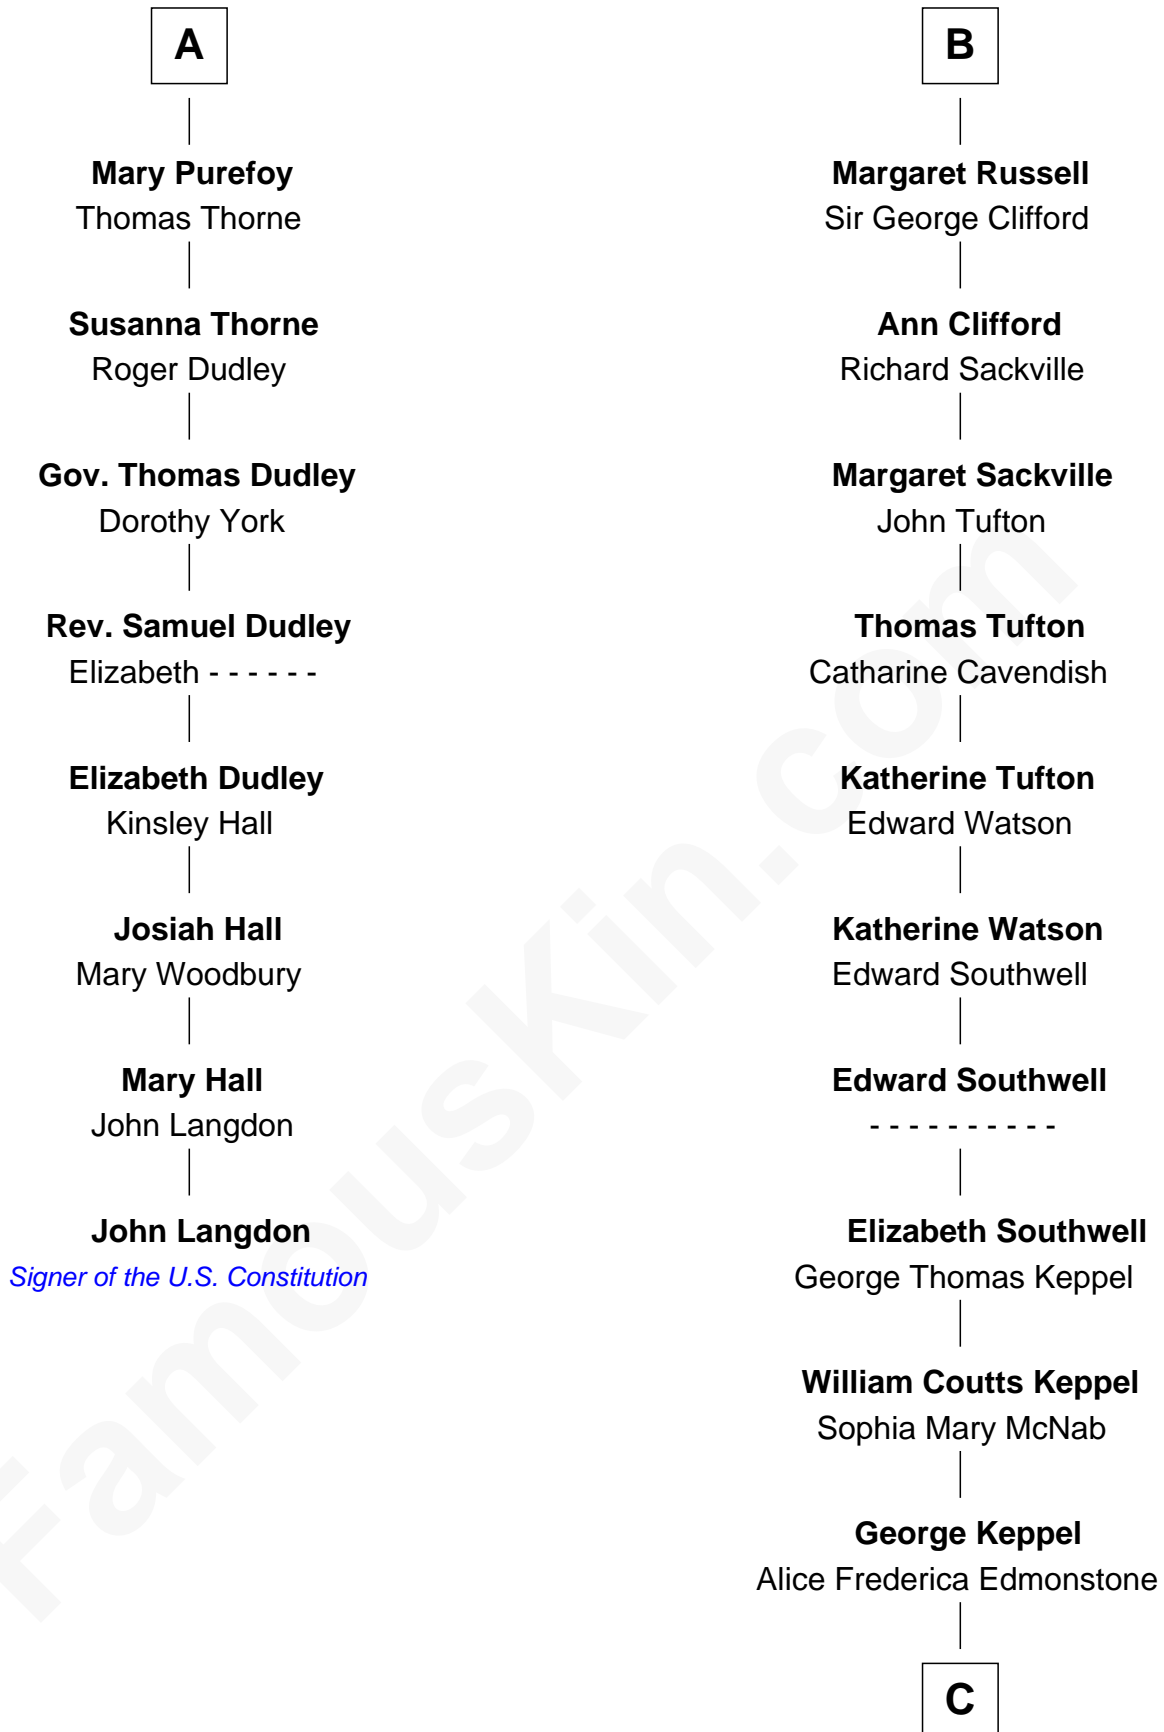 A
Mary Purefoy
Thomas Thorne
Susanna Thorne
Roger Dudley
Gov. Thomas Dudley
Dorothy York
Rev. Samuel Dudley
Elizabeth - - - - - -
Elizabeth Dudley
Kinsley Hall
Josiah Hall
Mary Woodbury
Mary Hall
John Langdon
John Langdon
Signer of the U.S. Constitution
B
Margaret Russell
Sir George Clifford
Ann Clifford
Richard Sackville
Margaret Sackville
John Tufton
Thomas Tufton
Catharine Cavendish
Katherine Tufton
Edward Watson
Katherine Watson
Edward Southwell
Edward Southwell
- - - - - - - - - -
Elizabeth Southwell
George Thomas Keppel
William Coutts Keppel
Sophia Mary McNab
George Keppel
Alice Frederica Edmonstone
C
FamousKin.com